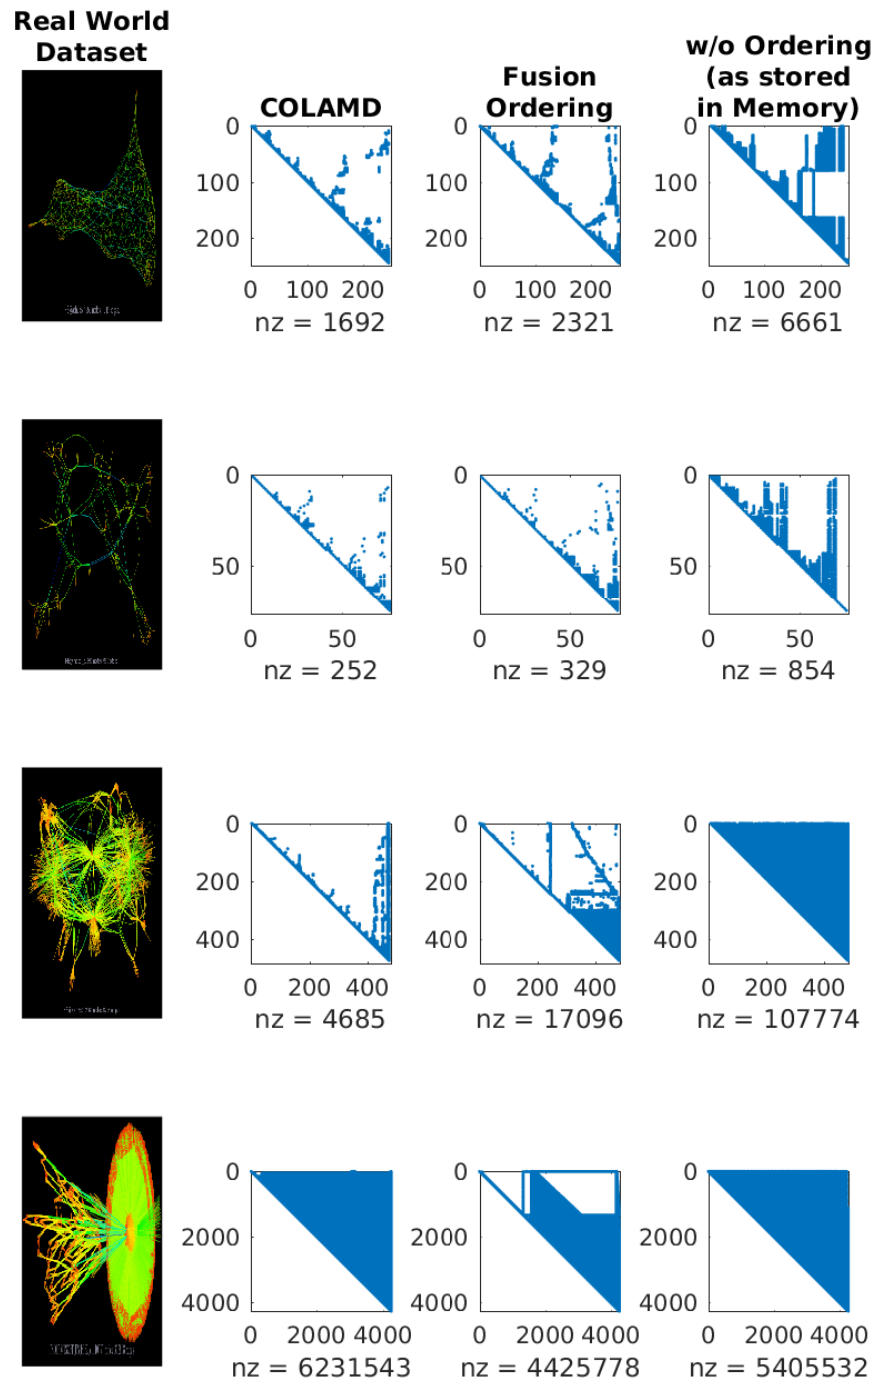 Real World
Dataset
COLAMD
Fusion
Ordering
w/o Ordering
(as stored
in Memory)
0
100
200
0 100 200
nz = 1692
0
100
200
0 100 200
nz = 2321
0
100
200
0 100 200
nz = 6661
0
50
0 50
nz = 252
0
50
0 50
nz = 329
0
50
0 50
nz = 854
0
200
400
0 200 400
nz = 4685
0
200
400
0 200 400
nz = 17096
0
200
400
0 200 400
nz = 107774
0
2000
4000
0 2000 4000
nz = 6231543
0
2000
4000
0 2000 4000
nz = 4425778
0
2000
4000
0 2000 4000
nz = 5405532